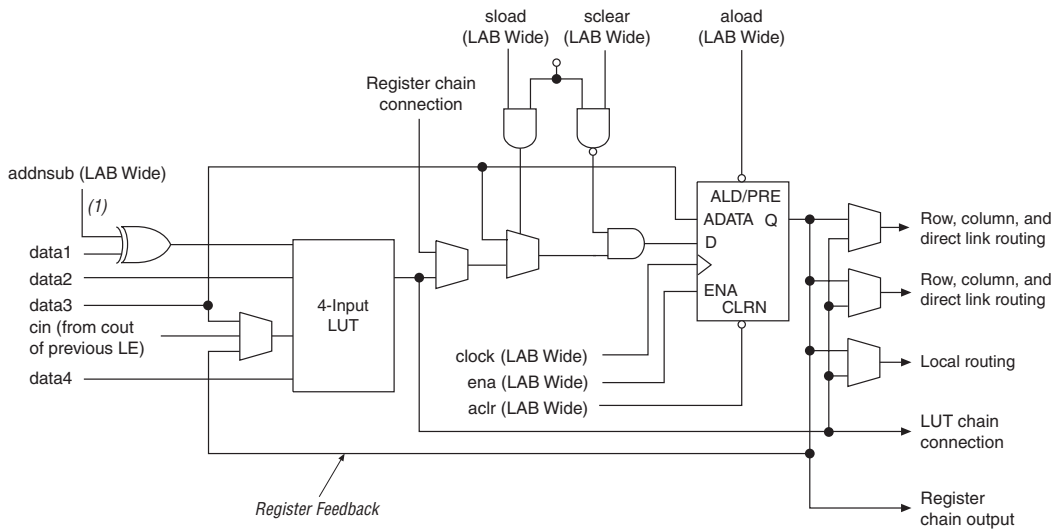 sload
(LAB Wide)
sclear
(LAB Wide)
aload
(LAB Wide)
Register chain
connection
addnsub (LAB Wide)
(1)
data1
data2
data3
cin (from cout
of previous LE)
data4
4-Input
LUT
ALD/PRE
ADATA Q
D
ENA
CLRN
clock (LAB Wide)
ena (LAB Wide)
aclr (LAB Wide)
Row, column, and
direct link routing
Row, column, and
direct link routing
Local routing
LUT chain
connection
Register
chain output
Register Feedback